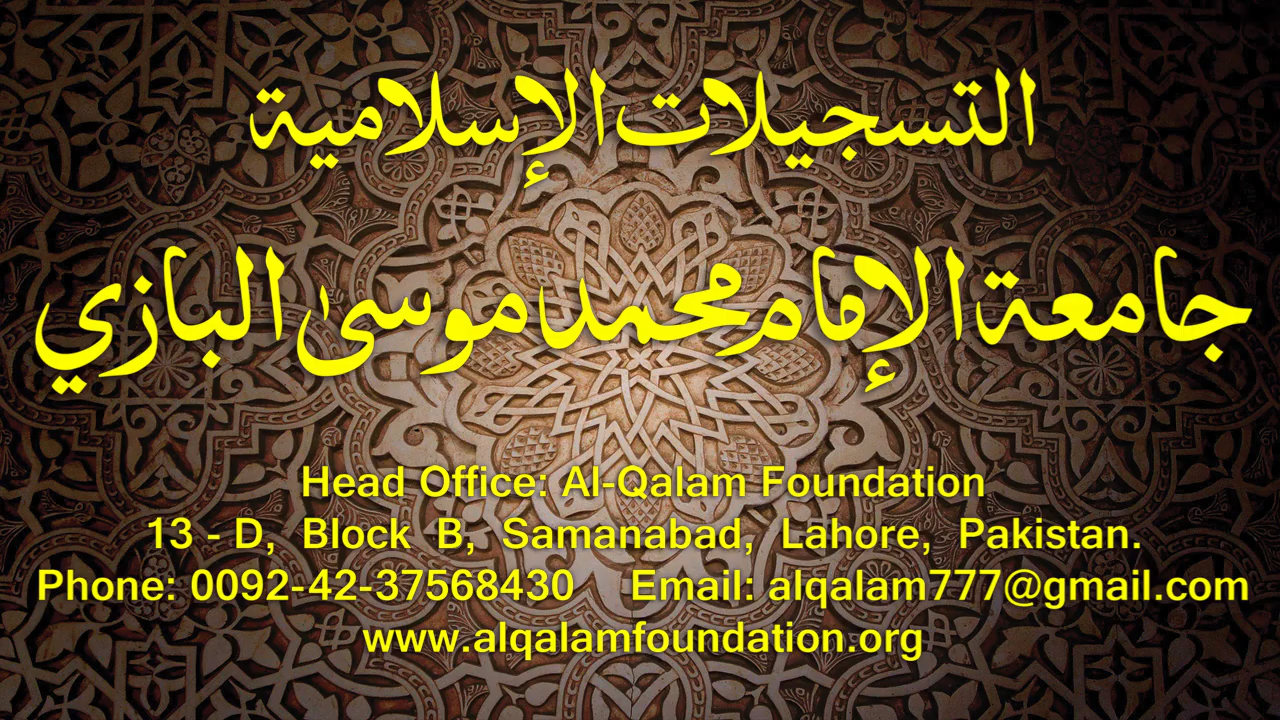 التسجيلات الإسلامية
جامعة الإمام محمد موسى البازي
Head Office: Al-Qalam Foundation
13 - D, Block B, Samanabad, Lahore, Pakistan.
Phone: 0092-42-37568430 Email: alqalam777@gmail.com
www.alqalamfoundation.org